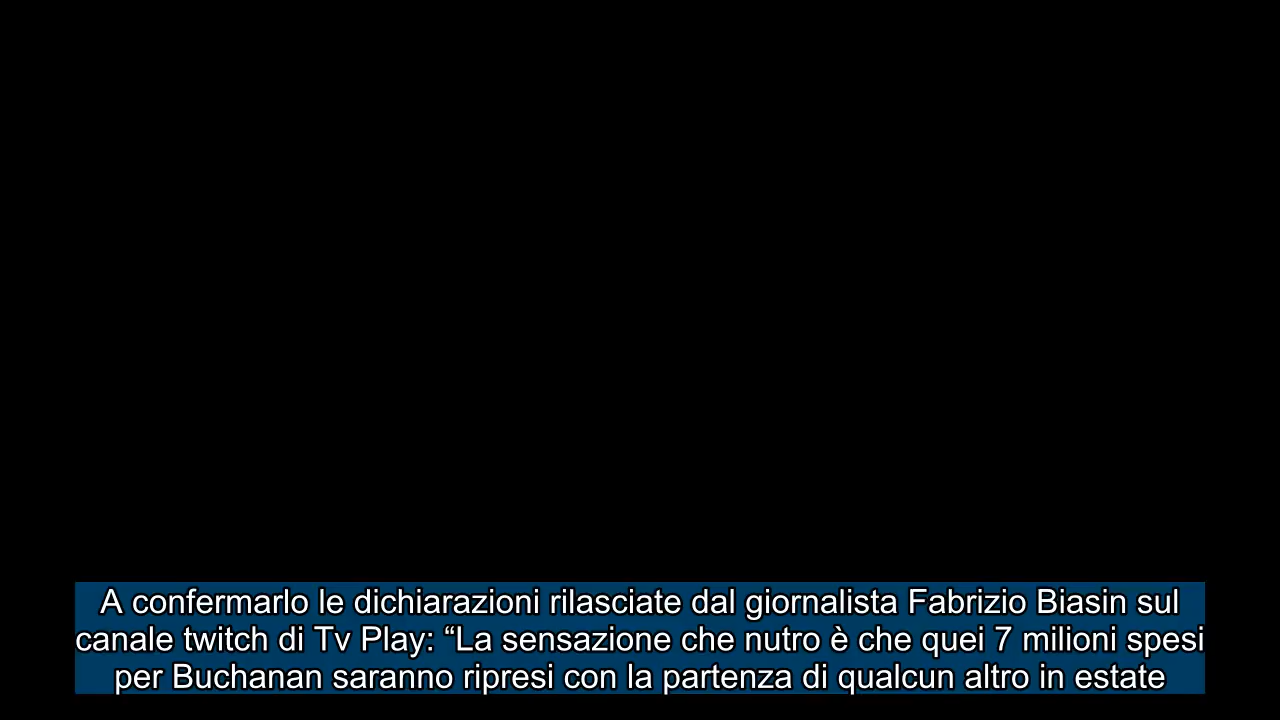 A confermarlo le dichiarazioni rilasciate dal giornalista Fabrizio Biasin sul
canale twitch di Tv Play: “La sensazione che nutro è che quei 7 milioni spesi
per Buchanan saranno ripresi con la partenza di qualcun altro in estate